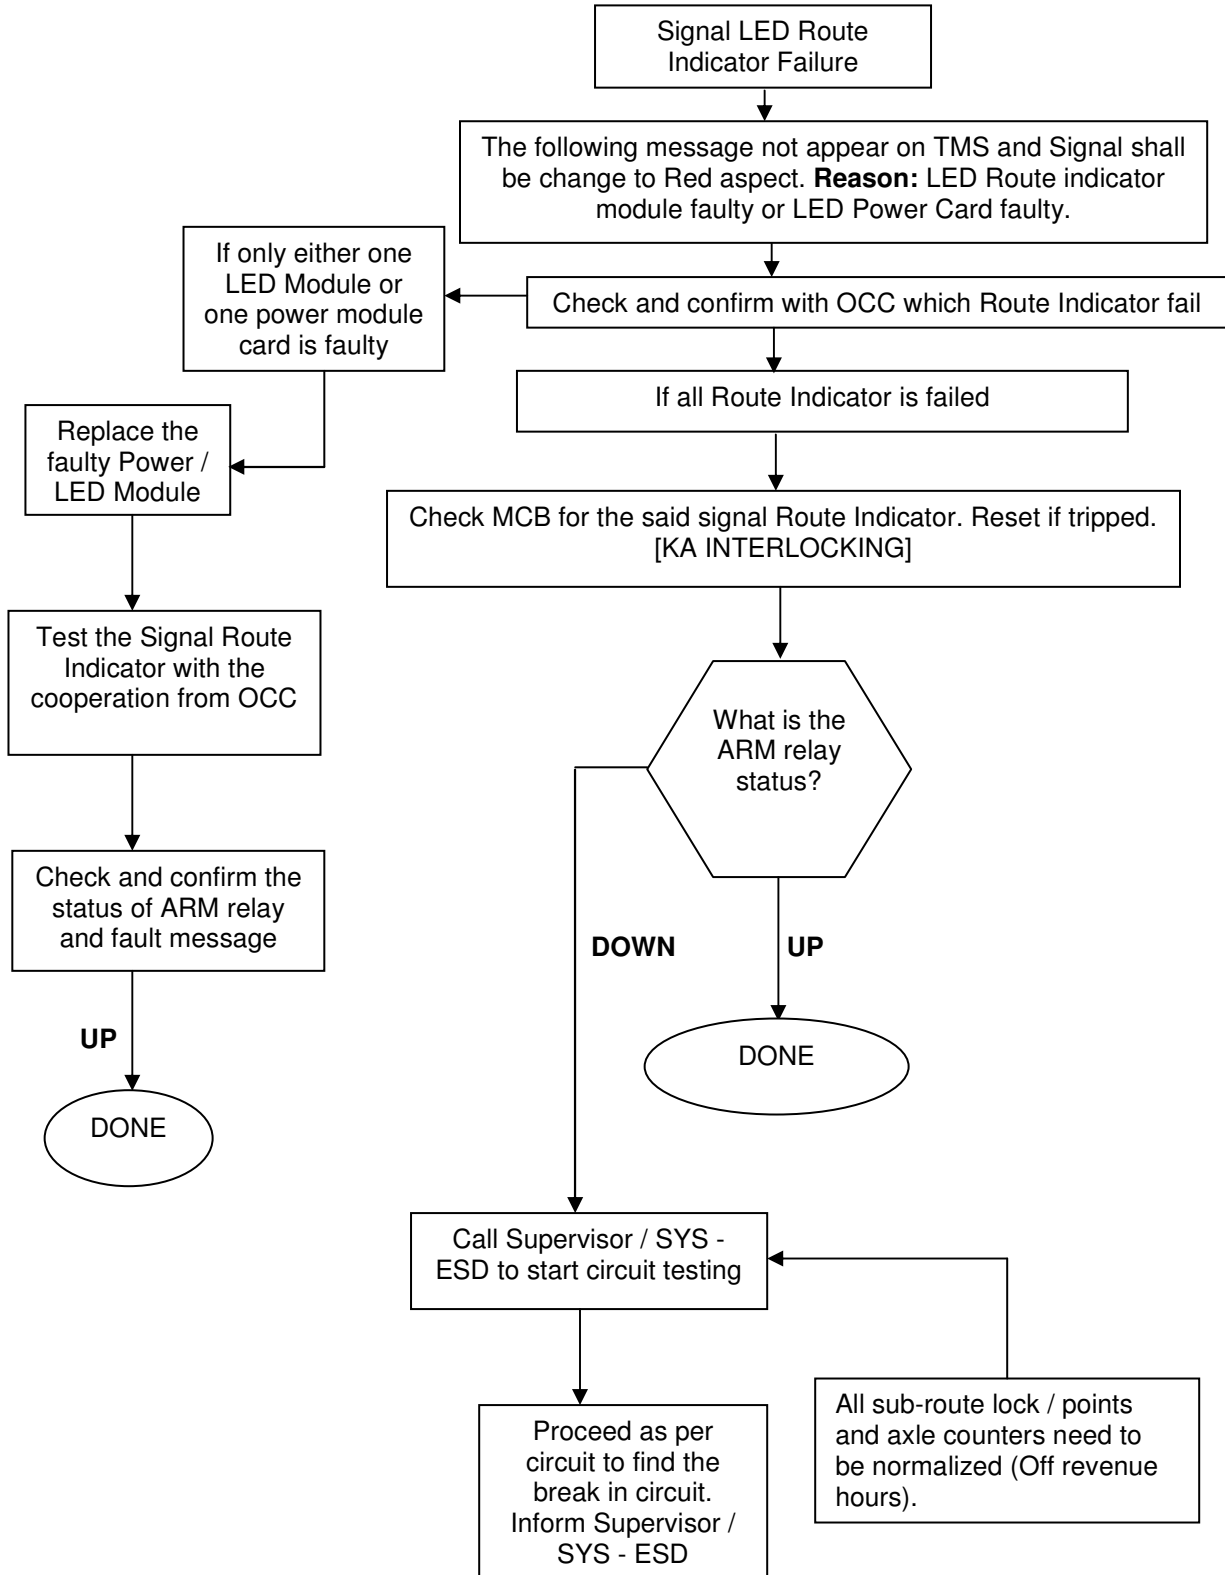 Signal LED Route
Indicator Failure
The following message not appear on TMS and Signal shall
be change to Red aspect. Reason: LED Route indicator
module faulty or LED Power Card faulty.
If only either one
LED Module or
one power module
card is faulty
Check and confirm with OCC which Route Indicator fail
If all Route Indicator is failed
Replace the
faulty Power /
LED Module
Check MCB for the said signal Route Indicator. Reset if tripped.
[KA INTERLOCKING]
Test the Signal Route
Indicator with the
cooperation from OCC
What is the
ARM relay
status?
Check and confirm the
status of ARM relay
and fault message
DOWN
UP
UP
DONE
DONE
Call Supervisor / SYS -
ESD to start circuit testing
Proceed as per
circuit to find the
break in circuit.
Inform Supervisor /
SYS - ESD
All sub-route lock / points
and axle counters need to
be normalized (Off revenue
hours).